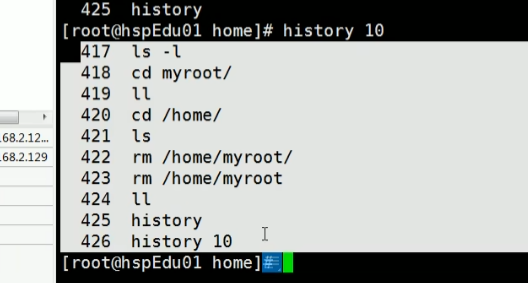 425 history
[root@hspEdu01 home]# history 10
417 ls -l
418 cd myroot/
419 ll
420 cd /home/
421 ls
422 rm /home/myroot/
423 rm /home/myroot
424 ll
425 history
426 history 10
[root@hspEdu01 home]#
.68.2.12...
.68.2.129